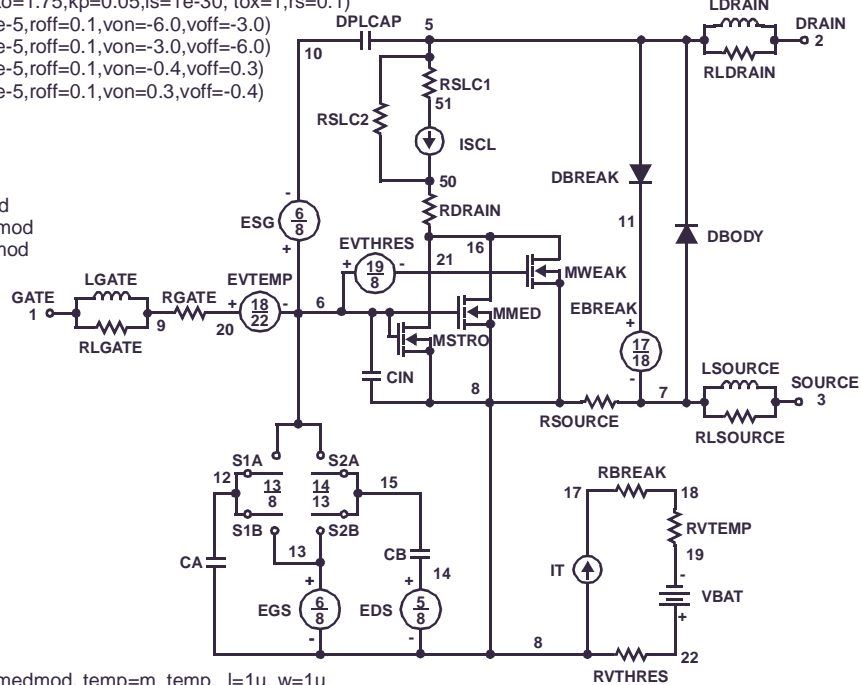 to=1.75,kp=0.05,is=1e-30, tox=1,rs=0.1)
e-5,roff=0.1,von=-6.0,voff=-3.0)
e-5,roff=0.1,von=-3.0,voff=-6.0)
e-5,roff=0.1,von=-0.4,voff=0.3)
e-5,roff=0.1,von=0.3,voff=-0.4)
d
mod
mod
LDRAIN
DPLCAP 5 DRAIN
10 2
RLDRAIN
RSLC1
51
RSLC2
ISCL
50
DBREAK
RDRAIN
ESG 6 8
- +
11
DBODY
EVTHRES
+ 19 8 -
21
16
MWEAK
LGATE
EVTEMP
GATE
1
RGATE
+ 18 22 -
6
MMED
EBREAK
+
9
20
RLGATE
MSTRO
17 18
-
CIN
LSOURCE
8
7
SOURCE
3
RSOURCE
RLSOURCE
S1A
S2A
12
13 8
14 13
15
S1B
S2B
13
RBREAK
17
18
RVTEMP
CA
CB
14
19
IT
-
VBAT
+
+ +
EGS 6 8
EDS 5 8
- -
8
22
RVTHRES
medmod, temp=m_temp, l=1u, w=1u